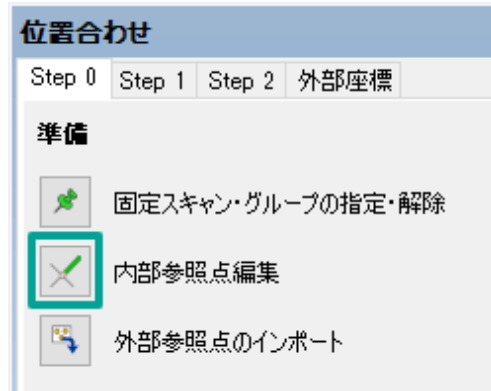 位置合わせ
Step 0 Step 1 Step 2 外部座標
準備
固定スキャン・グループの指定・解除
内部参照点編集
外部参照点のインポート